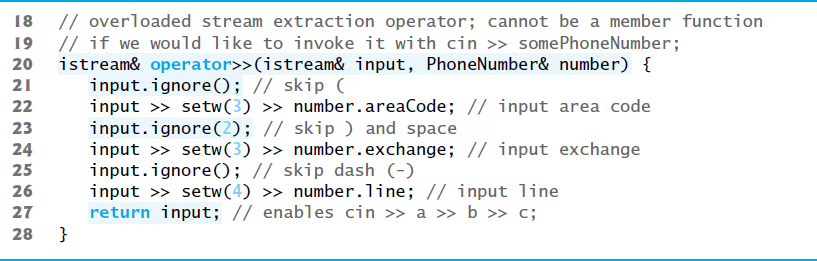 18 // overloaded stream extraction operator; cannot be a member function
19 // if we would like to invoke it with cin >> somePhoneNumber;
20 istream& operator>>(istream& input, PhoneNumber& number) {
21 input.ignore(); // skip (
22 input >> setw(3) >> number.areaCode; // input area code
23 input.ignore(2); // skip ) and space
24 input >> setw(3) >> number.exchange; // input exchange
25 input.ignore(); // skip dash (-)
26 input >> setw(4) >> number.line; // input line
27 return input; // enables cin >> a >> b >> c;
28 }